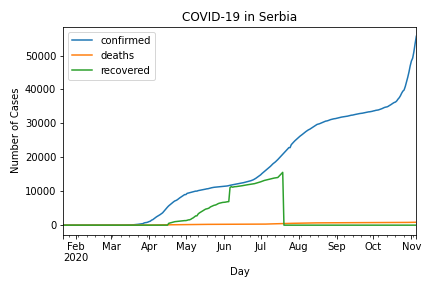 COVID-19 in Serbia
confirmed
deaths
recovered
Number of Cases
50000
40000
30000
20000
10000
0
Feb Mar Apr May Jun Jul Aug Sep Oct Nov
2020
Day